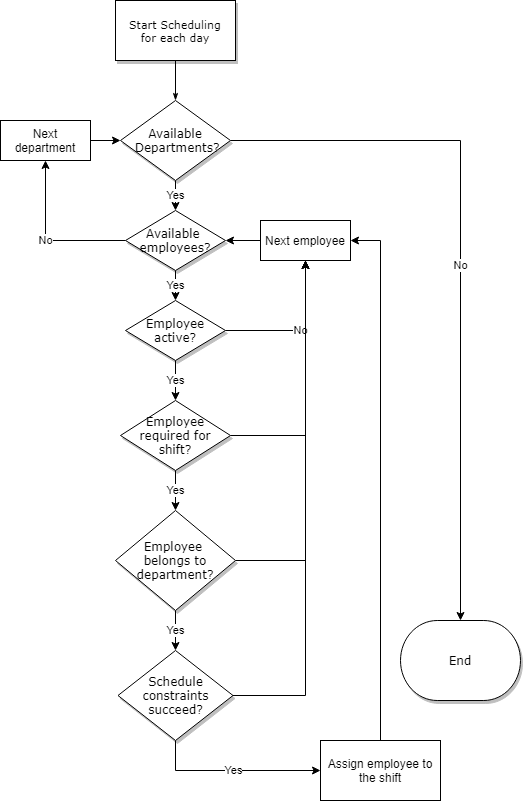 Start Scheduling
for each day
Next
department
Available
Departments?
Yes
No
Available
employees?
Next employee
No
Yes
Employee
active?
No
Yes
Employee
required for
shift?
Yes
Employee
belongs to
department?
Yes
Schedule
constraints
succeed?
End
Yes
Assign employee to
the shift